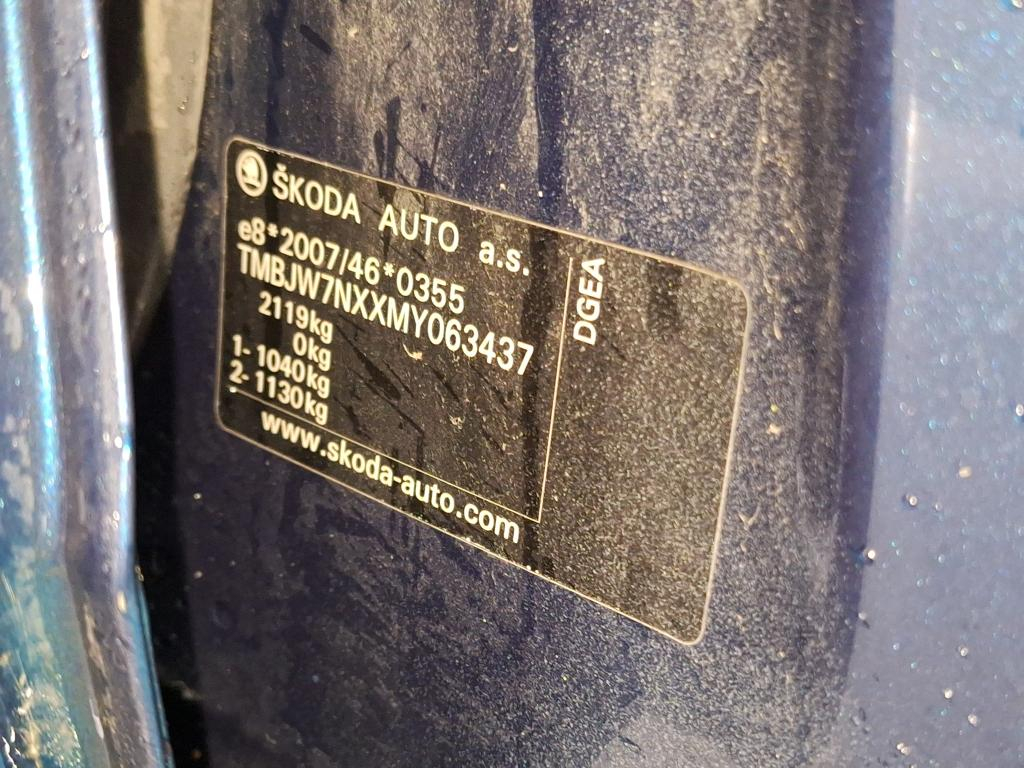 ŠKODA AUTO a.s.
e8*2007/46*0355
TMBJW7NXXMY063437
2119kg
0kg
1- 1040kg
2- 1130kg
www.skoda-auto.com
DGEA